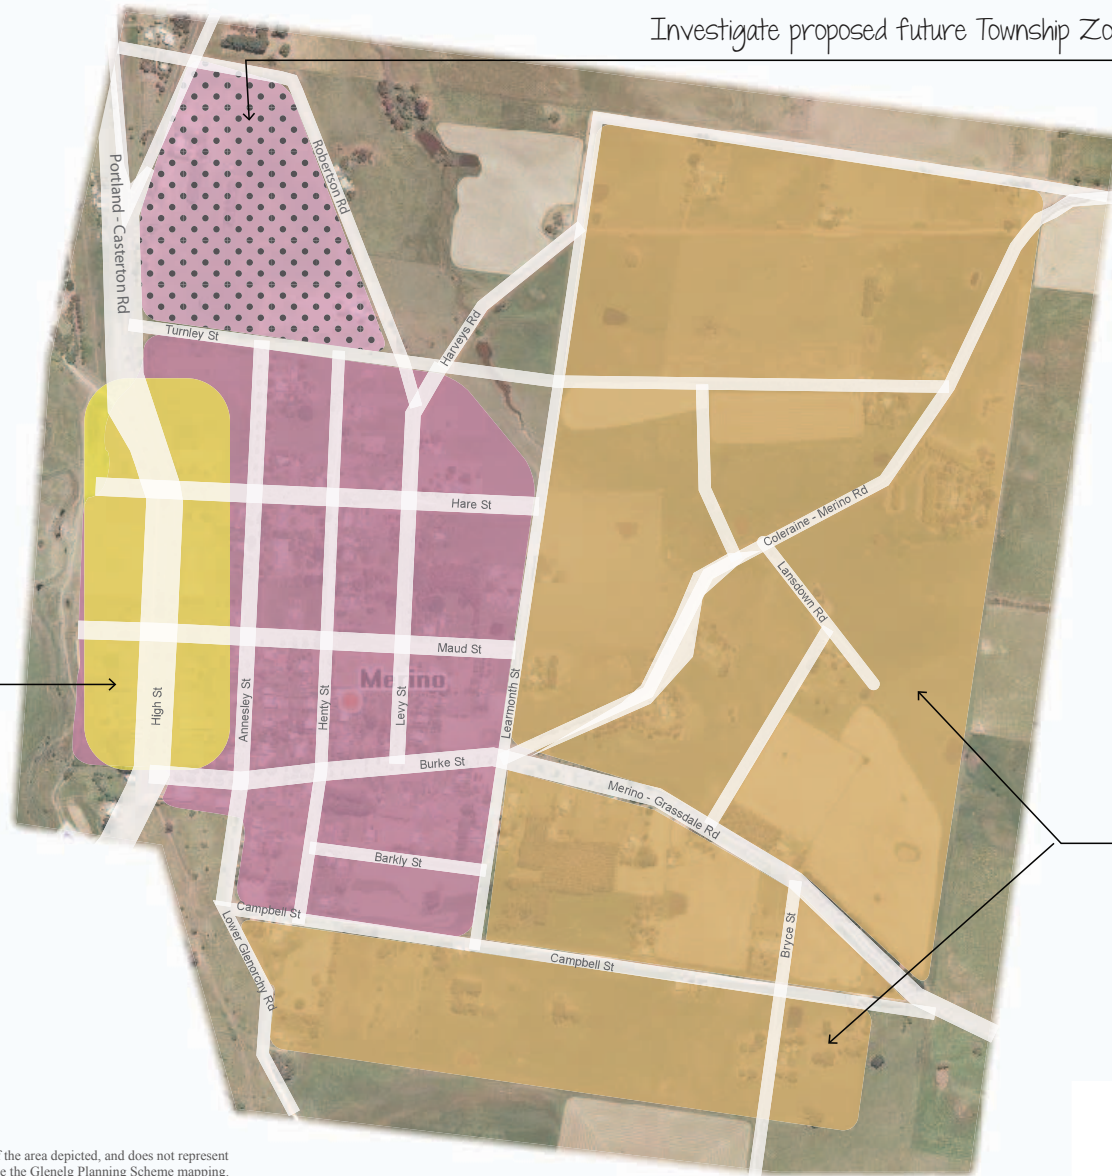 Investigate proposed future Township Zo
Portland - Casterton Rd
Robertson Rd
Turnley St
Harveys Rd
Hare St
Coleraine - Merino Rd
Lansdown Rd
Maud St
Merino
High St
Annesley St
Henty St
Levy St
Learmonth St
Burke St
Merino - Grassdale Rd
Barkly St
Campbell St
Lower Glenorchy Rd
Campbell St
Bryce St
of the area depicted, and does not represent
e the Glenelg Planning Scheme mapping.